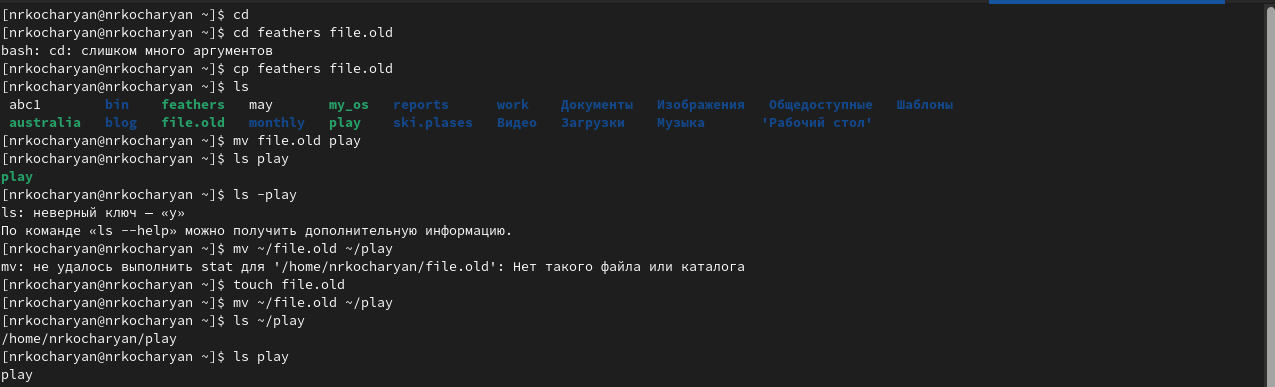 [nrkocharyan@nrkocharyan ~]$ cd
[nrkocharyan@nrkocharyan ~]$ cd feathers file.old
bash: cd: слишком много аргументов
[nrkocharyan@nrkocharyan ~]$ cp feathers file.old
[nrkocharyan@nrkocharyan ~]$ ls
abc1 bin feathers may my_os reports work Документы Изображения Общедоступные Шаблоны
australia blog file.old monthly play ski.plases Видео Загрузки Музыка 'Рабочий стол'
[nrkocharyan@nrkocharyan ~]$ mv file.old play
[nrkocharyan@nrkocharyan ~]$ ls play
play
[nrkocharyan@nrkocharyan ~]$ ls -play
ls: неверный ключ — «y»
По команде «ls --help» можно получить дополнительную информацию.
[nrkocharyan@nrkocharyan ~]$ mv ~/file.old ~/play
mv: не удалось выполнить stat для '/home/nrkocharyan/file.old': Нет такого файла или каталога
[nrkocharyan@nrkocharyan ~]$ touch file.old
[nrkocharyan@nrkocharyan ~]$ mv ~/file.old ~/play
[nrkocharyan@nrkocharyan ~]$ ls ~/play
/home/nrkocharyan/play
[nrkocharyan@nrkocharyan ~]$ ls play
play